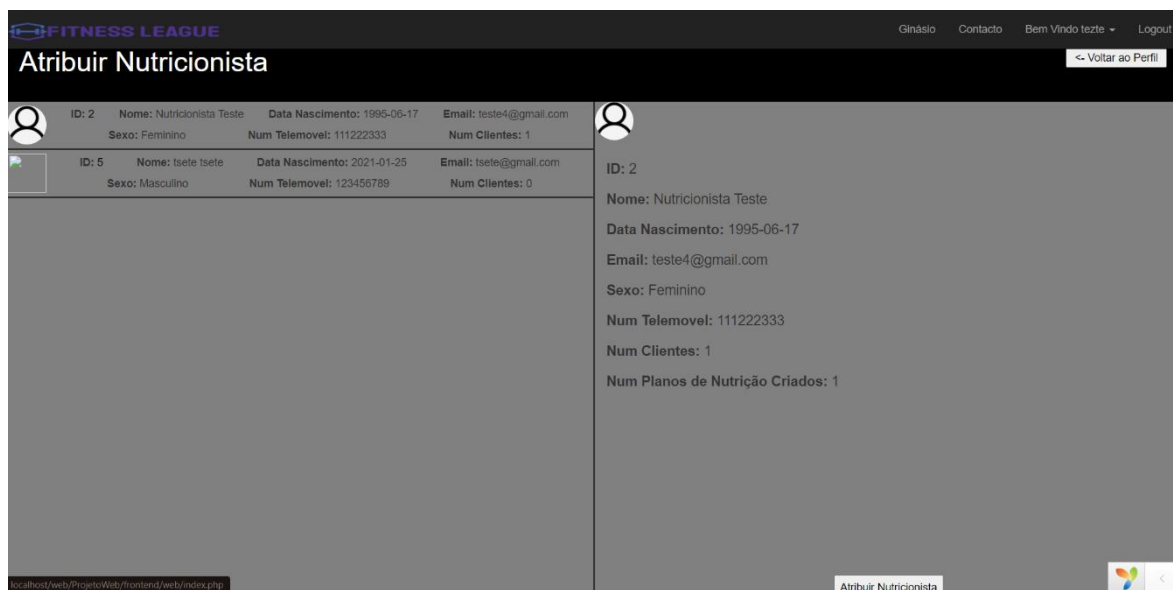 FITNESS LEAGUE
Ginásio Contacto Bem Vindo tezte Logout
Atribuir Nutricionista
<- Voltar ao Perfil
ID: 2 Nome: Nutricionista Teste Data Nascimento: 1995-06-17 Email: teste4@gmail.com
Sexo: Feminino Num Telemovel: 111222333 Num Clientes: 1
ID: 5 Nome: tsete tsete Data Nascimento: 2021-01-25 Email: tsete@gmail.com
Sexo: Masculino Num Telemovel: 123456789 Num Clientes: 0
ID: 2
Nome: Nutricionista Teste
Data Nascimento: 1995-06-17
Email: teste4@gmail.com
Sexo: Feminino
Num Telemovel: 111222333
Num Clientes: 1
Num Planos de Nutrição Criados: 1
Atribuir Nutricionista
localhost/web/ProjetoWeb/frontend/web/index.php